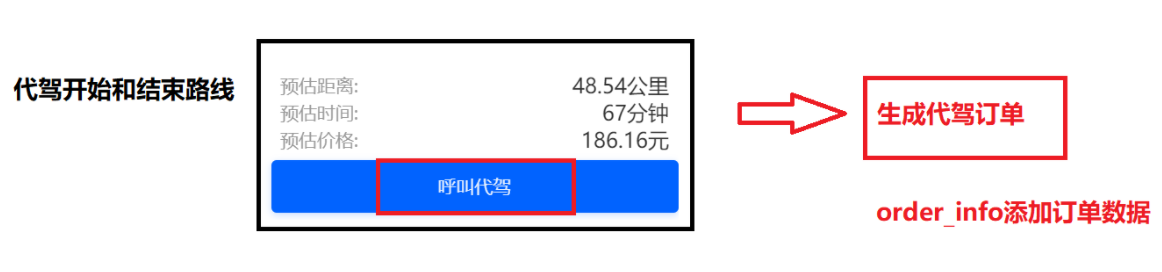 代驾开始和结束路线
预估距离: 48.54公里
预估时间: 67分钟
预估价格: 186.16元
呼叫代驾
生成代驾订单
order_info添加订单数据